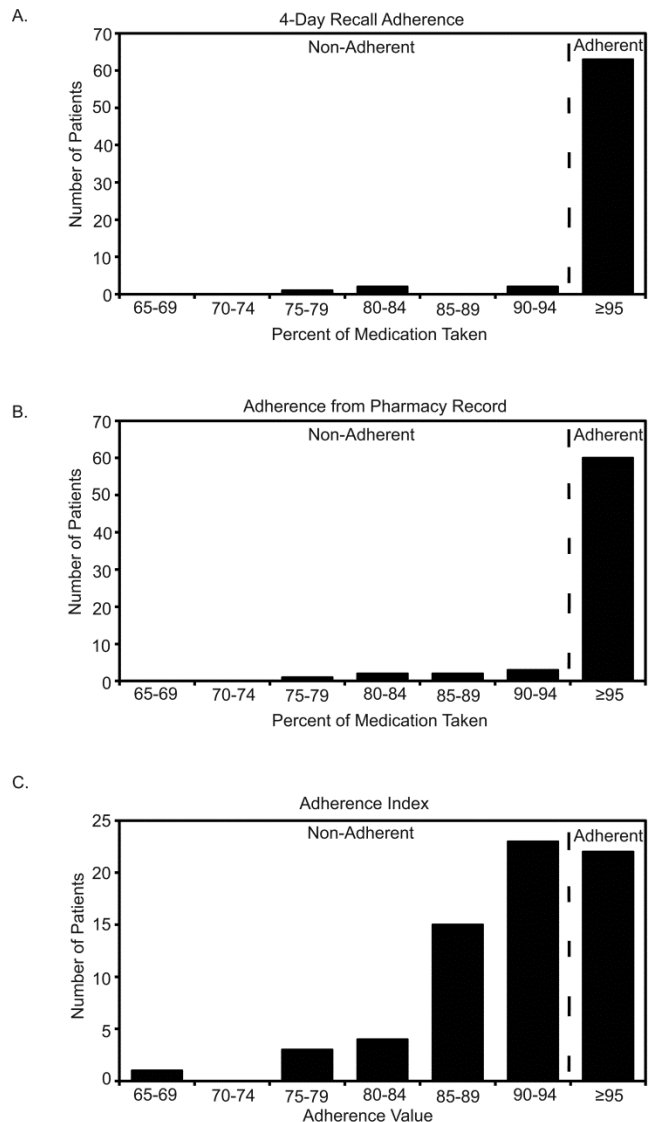 A.
4-Day Recall Adherence
Non-Adherent
Adherent
Number of Patients
70
60
50
40
30
20
10
0
65-69 70-74 75-79 80-84 85-89 90-94 ≥95
Percent of Medication Taken
B.
Adherence from Pharmacy Record
Non-Adherent
Adherent
Number of Patients
70
60
50
40
30
20
10
0
65-69 70-74 75-79 80-84 85-89 90-94 ≥95
Percent of Medication Taken
C.
Adherence Index
Non-Adherent
Adherent
Number of Patients
25
20
15
10
5
0
65-69 70-74 75-79 80-84 85-89 90-94 ≥95
Adherence Value